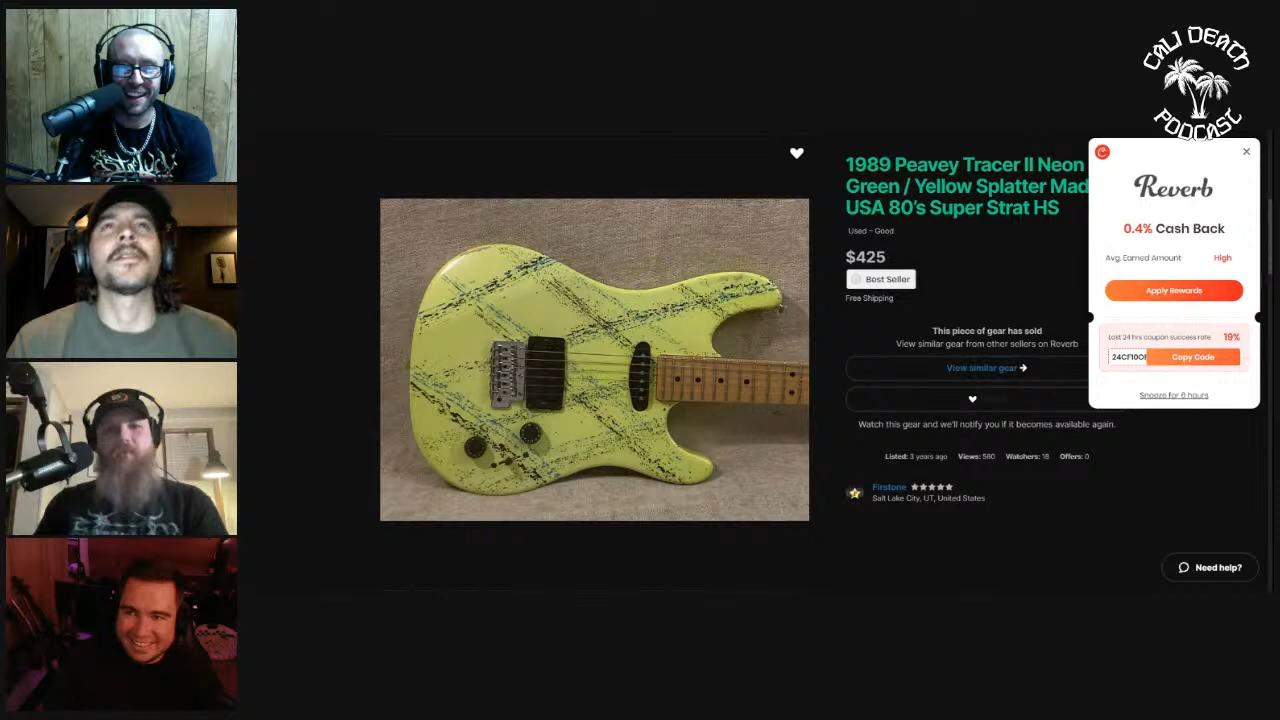 CALI DEATH
PODCAST
1989 Peavey Tracer II Neon
Green / Yellow Splatter Mad
USA 80's Super Strat HS
Used – Good
$425
Best Seller
Free Shipping
This piece of gear has sold
View similar gear from other sellers on Reverb
View similar gear
Watch this gear and we'll notify you if it becomes available again.
Listed: 3 years ago Views: 580 Watchers: 18 Offers: 0
Firstone
Salt Lake City, UT, United States
Reverb
0.4% Cash Back
Avg. Earned Amount High
Apply Rewards
Last 24 hrs coupon success rate 19%
Copy Code
Snooze for 6 hours
Need help?